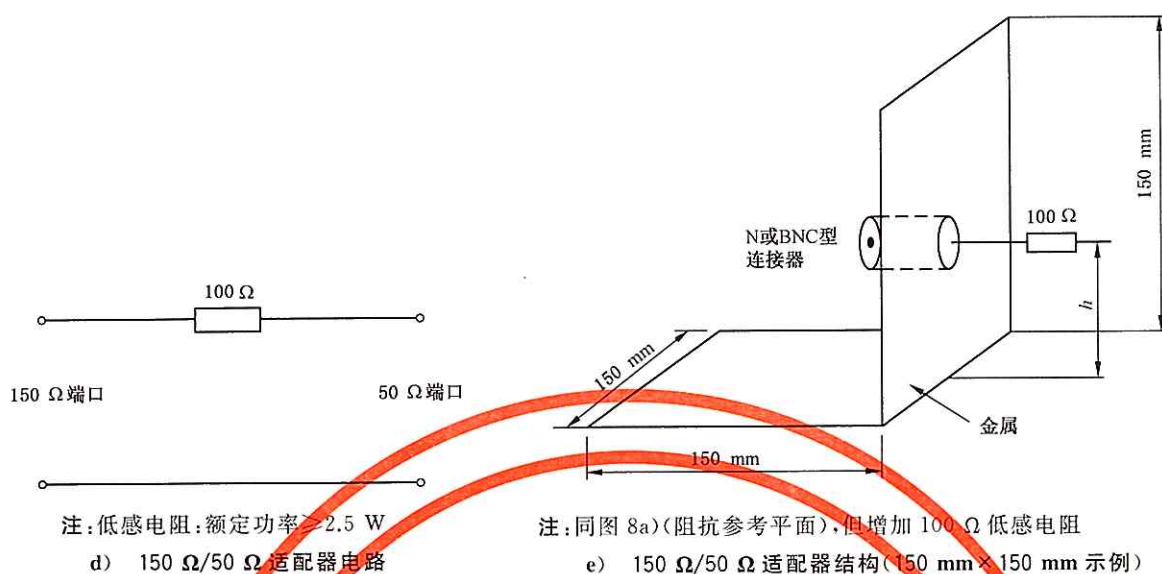 150 mm
N或BNC型
连接器
100 Ω
h
100 Ω
150 Ω端口
50 Ω端口
150 mm
金属
150 mm
注:低感电阻:额定功率≥2.5 W
注:同图 8a)(阻抗参考平面),但增加 100 Ω 低感电阻
d) 150 Ω/50 Ω 适配器电路
e) 150 Ω/50 Ω 适配器结构(150 mm×150 mm 示例)